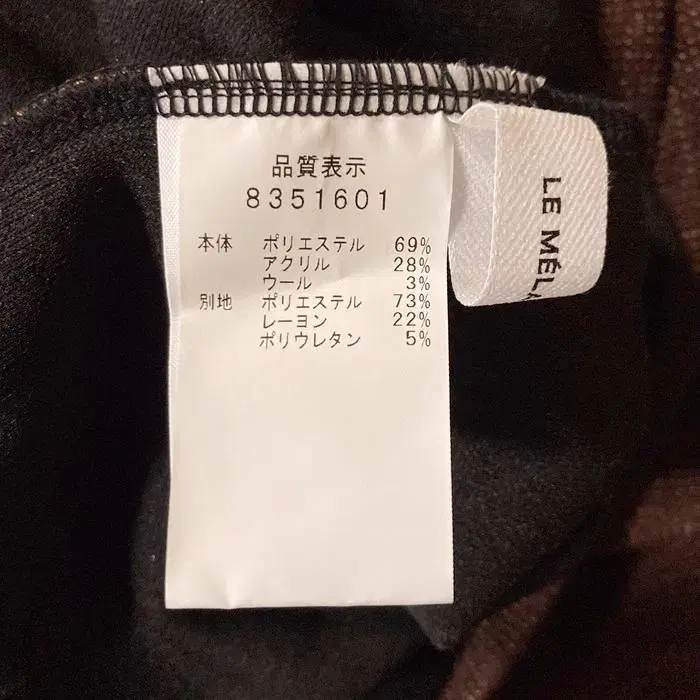 品質表示
8351601
本体 ポリエステル 69%
アクリル 28%
ウール 3%
別地 ポリエステル 73%
レーヨン 22%
ポリウレタン 5%
LE MÉL